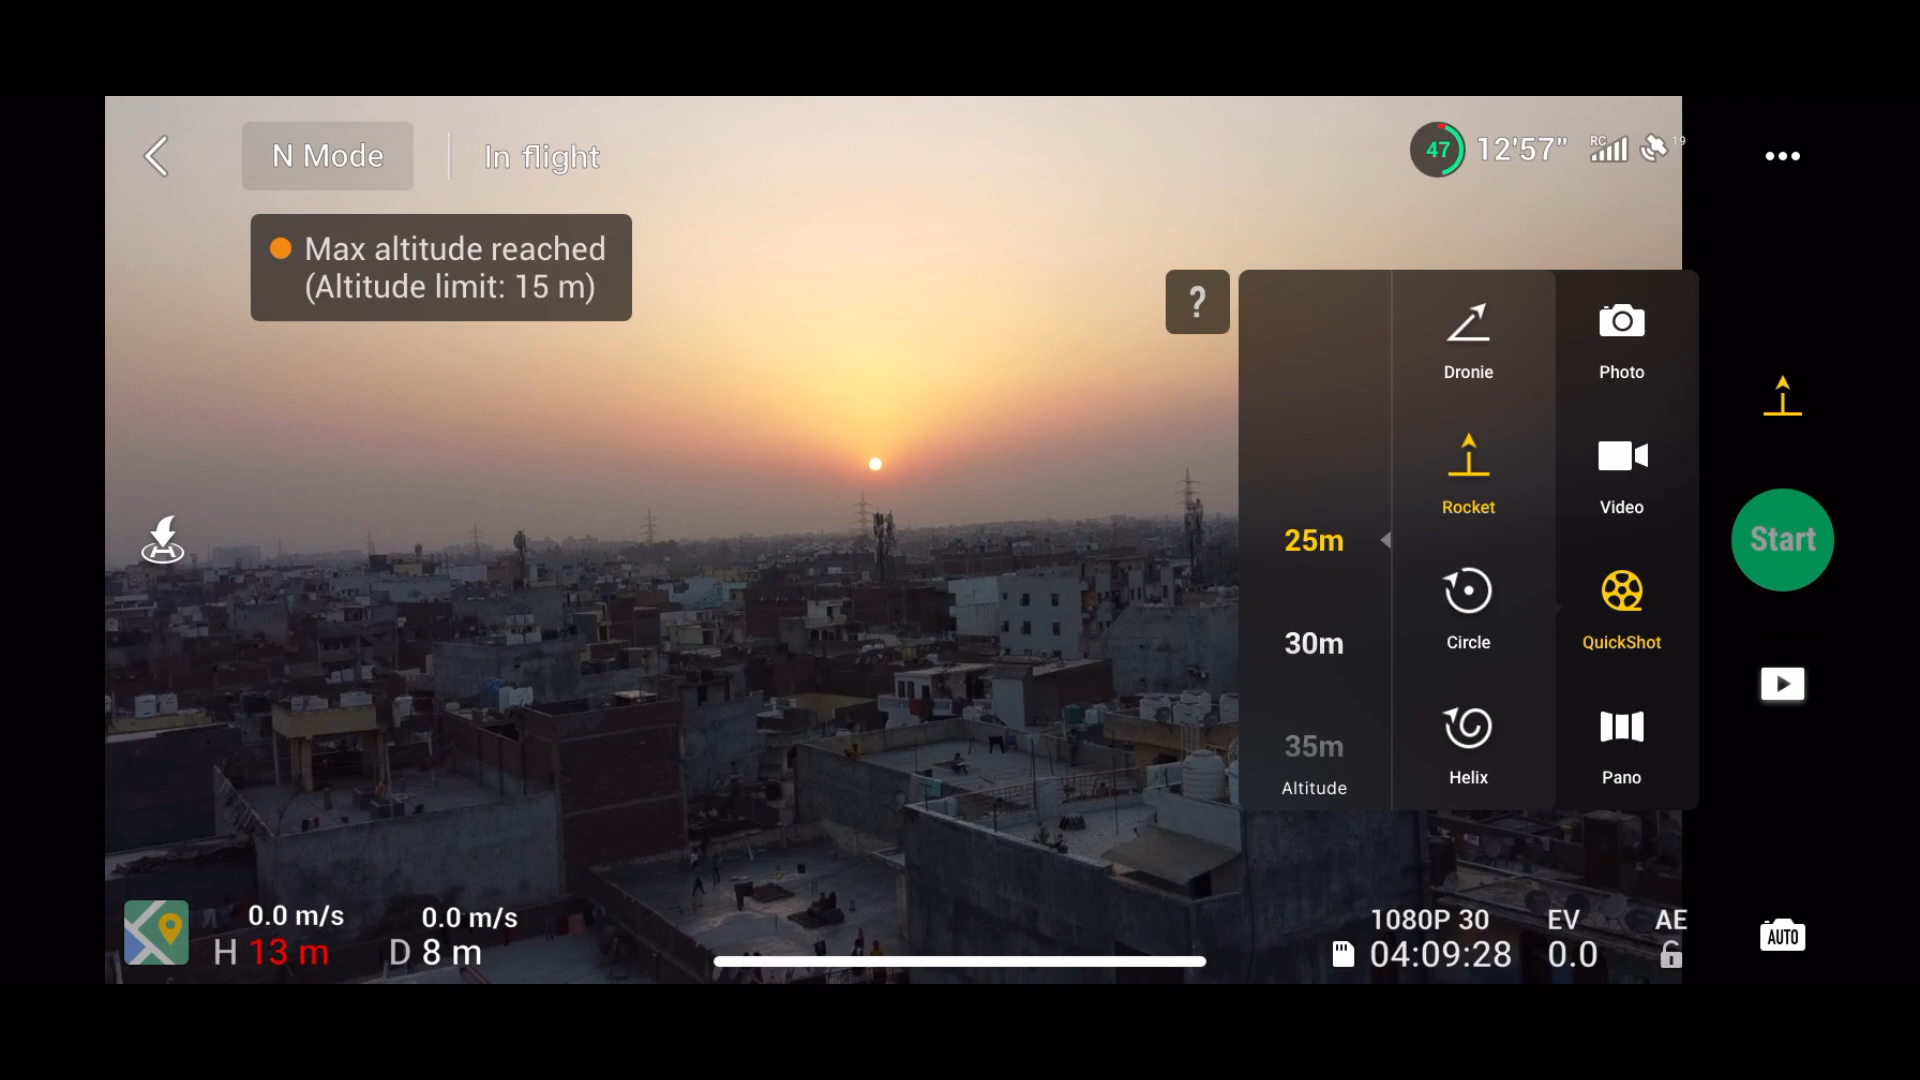 N Mode
In flight
47
12'57"
RC
19
Max altitude reached
(Altitude limit: 15 m)
?
Dronie
Photo
Rocket
Video
25m
Start
30m
Circle
QuickShot
35m
Altitude
Helix
Pano
0.0 m/s
0.0 m/s
H 13 m
D 8 m
1080P 30
EV
AE
04:09:28
0.0
AUTO